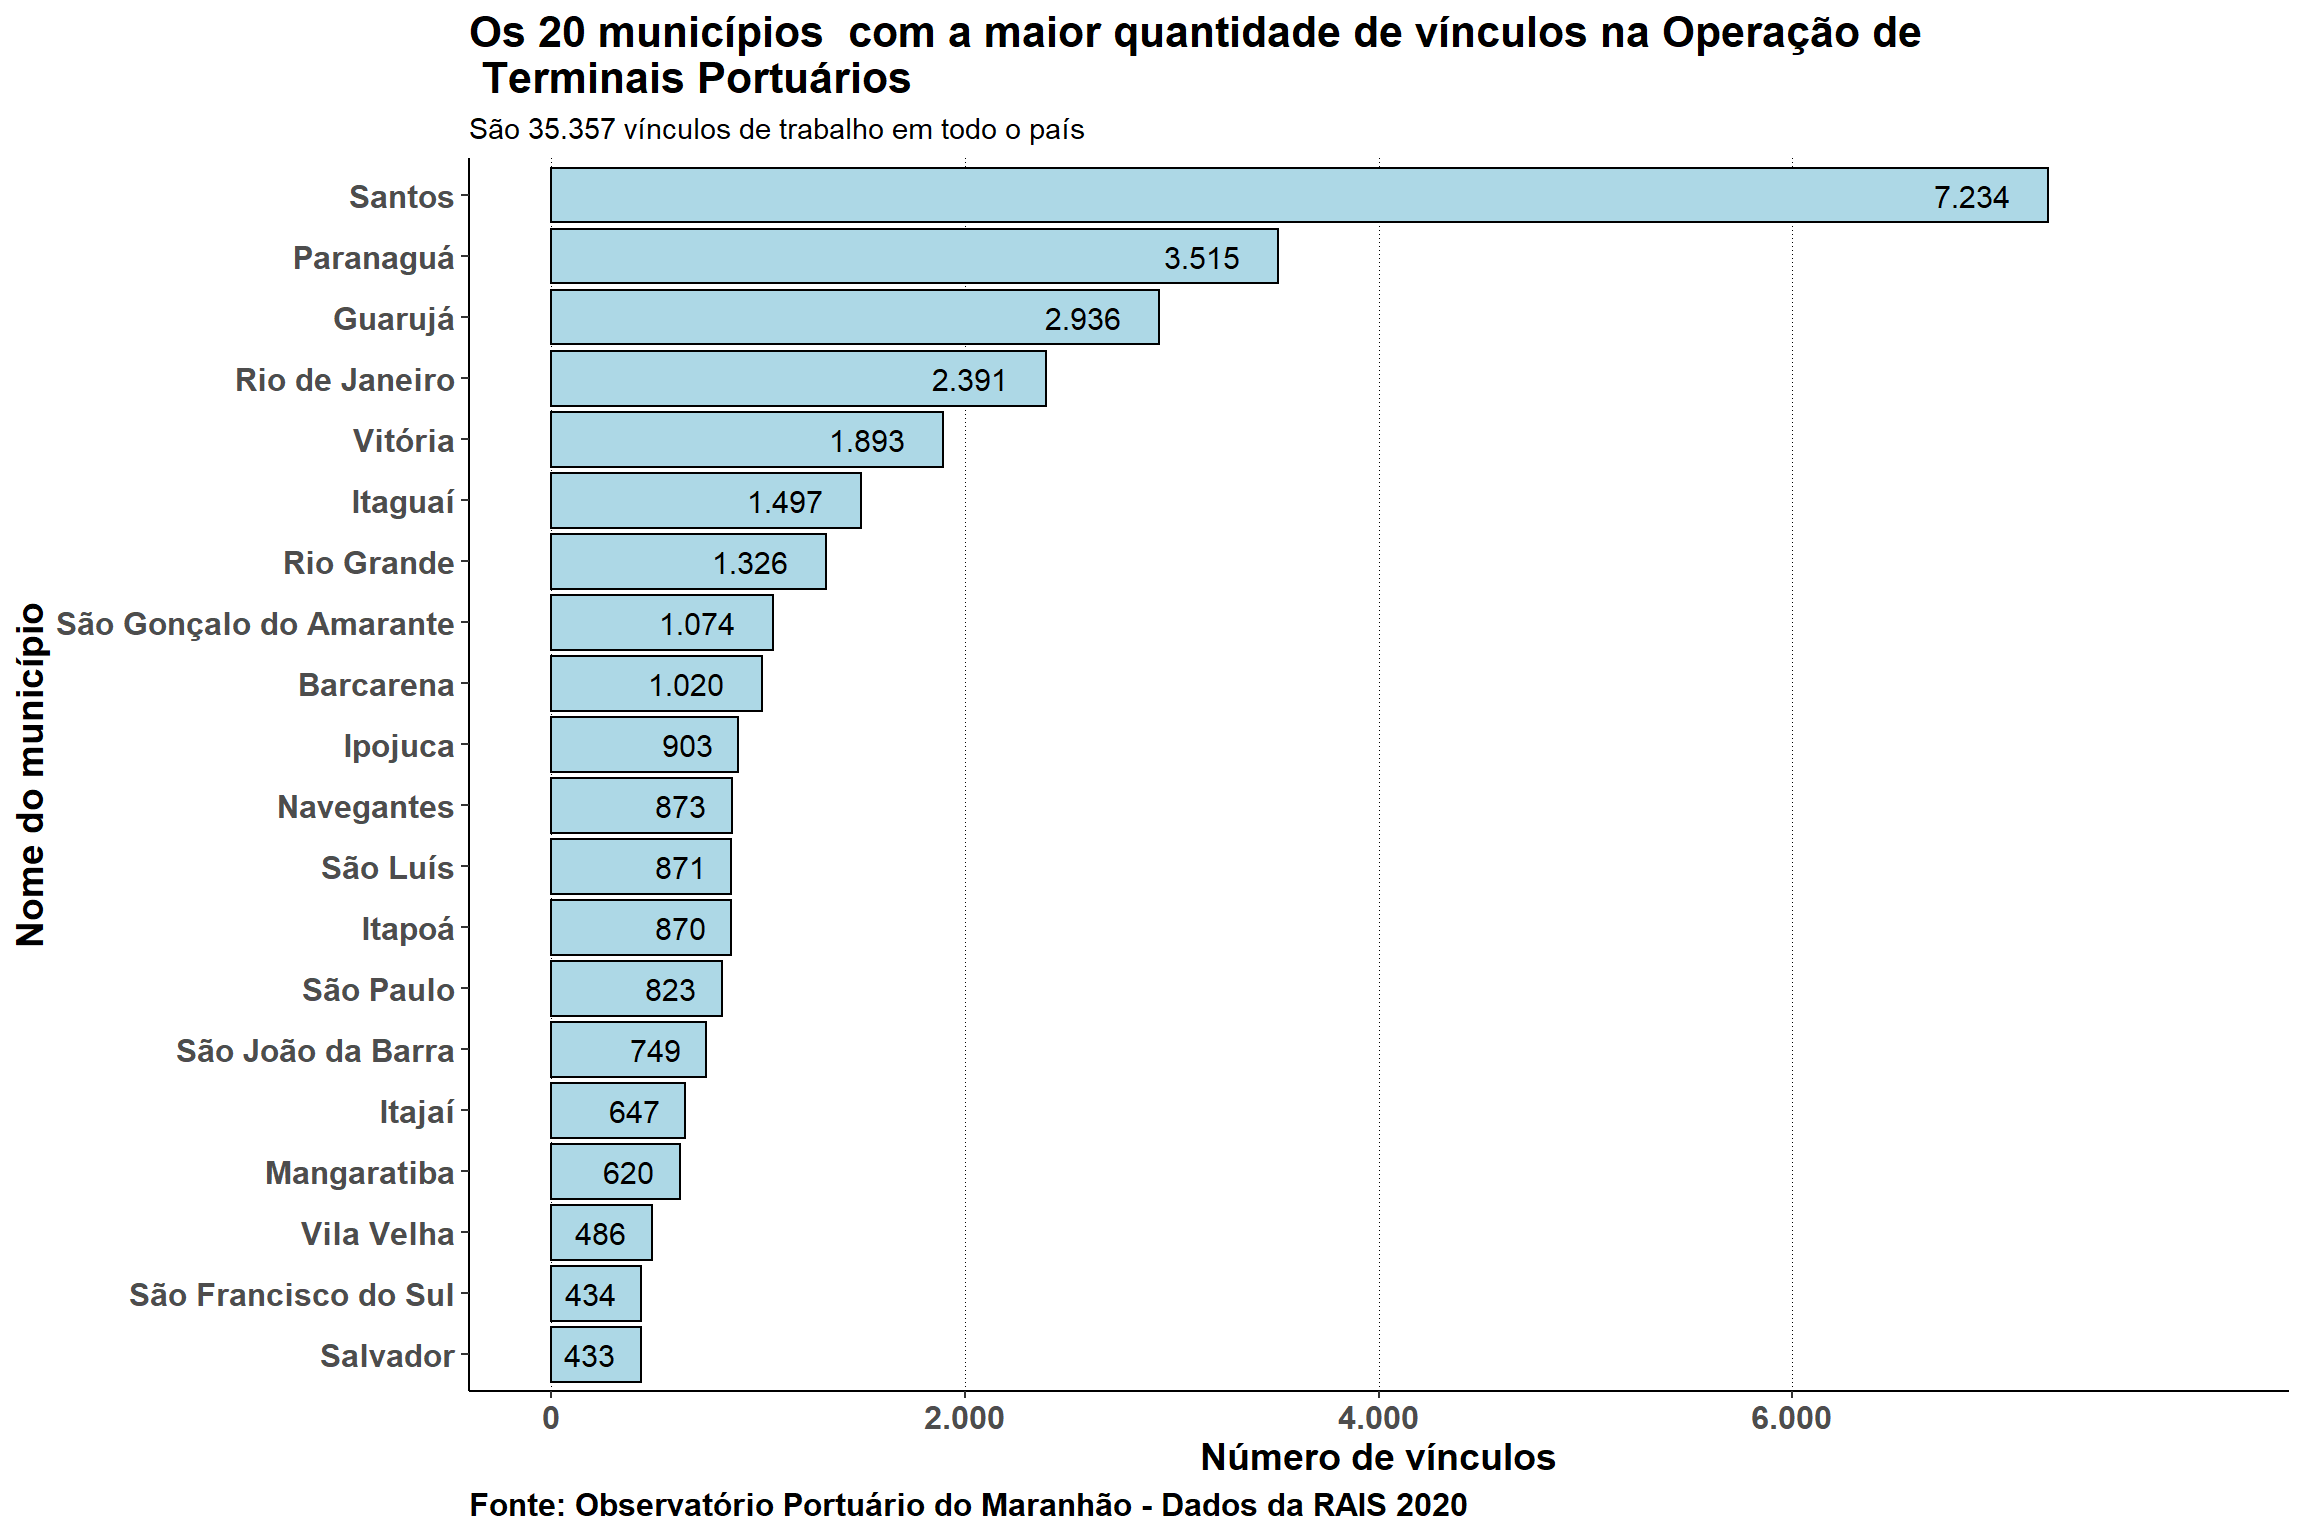 Os 20 municípios  com a maior quantidade de vínculos na Operação de
Terminais Portuários
São 35.357 vínculos de trabalho em todo o país
Nome do município
Santos 7.234
Paranaguá 3.515
Guarujá 2.936
Rio de Janeiro 2.391
Vitória 1.893
Itaguaí 1.497
Rio Grande 1.326
São Gonçalo do Amarante 1.074
Barcarena 1.020
Ipojuca 903
Navegantes 873
São Luís 871
Itapoá 870
São Paulo 823
São João da Barra 749
Itajaí 647
Mangaratiba 620
Vila Velha 486
São Francisco do Sul 434
Salvador 433
0 2.000 4.000 6.000
Número de vínculos
Fonte: Observatório Portuário do Maranhão - Dados da RAIS 2020